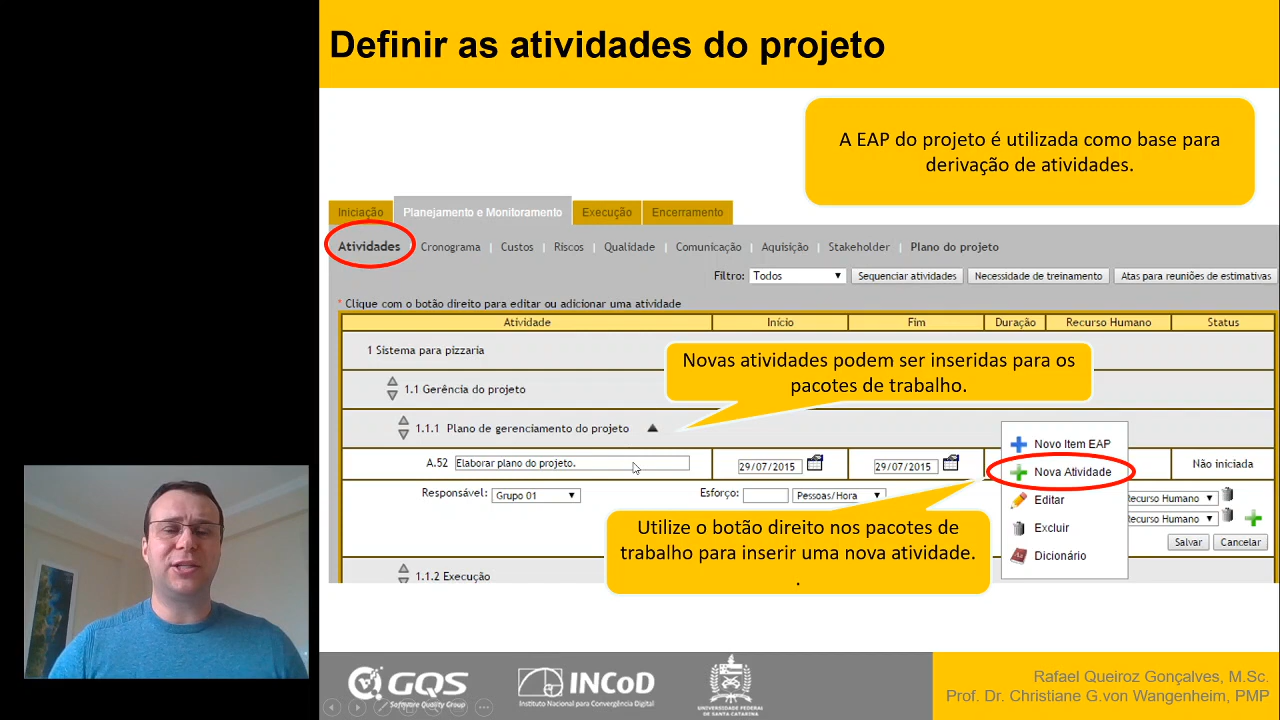 Definir as atividades do projeto
A EAP do projeto é utilizada como base para
derivação de atividades.
Iniciação
Planejamento e Monitoramento
Execução
Encerramento
Atividades | Cronograma | Custos | Riscos | Qualidade | Comunicação | Aquisição | Stakeholder | Plano do projeto
Filtro: Todos
Sequenciar atividades
Necessidade de treinamento
Atas para reuniões de estimativas
* Clique com o botão direito para editar ou adicionar uma atividade
Atividade Início Fim Duração Recurso Humano Status
1 Sistema para pizzaria
Novas atividades podem ser inseridas para os
pacotes de trabalho.
1.1 Gerência do projeto
1.1.1 Plano de gerenciamento do projeto
A.52 Elaborar plano do projeto. 29/07/2015 29/07/2015 Não iniciada
Novo Item EAP
Nova Atividade
Editar
Excluir
Dicionário
Responsável: Grupo 01 Esforço: Pessoas/Hora
Recurso Humano
Recurso Humano
Salvar Cancelar
Utilize o botão direito nos pacotes de
trabalho para inserir uma nova atividade.
.
1.1.2 Execução
GQS
Software Quality Group
INCoD
Instituto Nacional para Convergência Digital
UNIVERSIDADE FEDERAL
DE SANTA CATARINA
Rafael Queiroz Gonçalves, M.Sc.
Prof. Dr. Christiane G.von Wangenheim, PMP